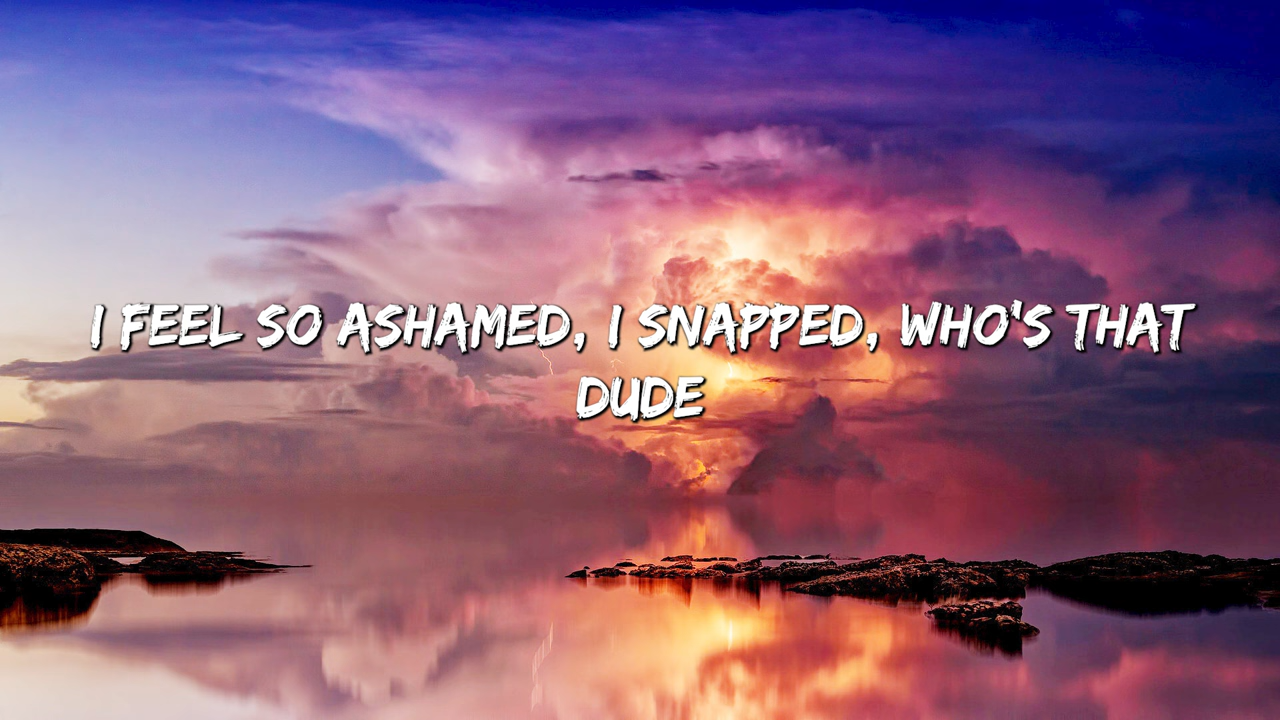 I FEEL SO ASHAMED, I SNAPPED, WHO'S THAT
DUDE